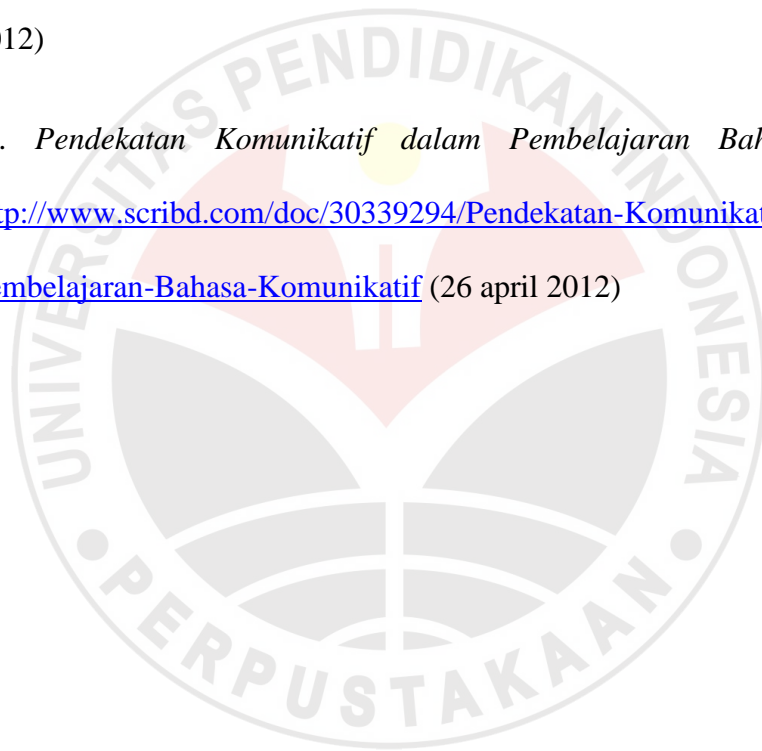 012)
. Pendekatan Komunikatif dalam Pembelajaran Bah
tp://www.scribd.com/doc/30339294/Pendekatan-Komunikat
embelajaran-Bahasa-Komunikatif (26 april 2012)
UNIVERSITAS PENDIDIKAN INDONESIA
PERPUSTAKAAN